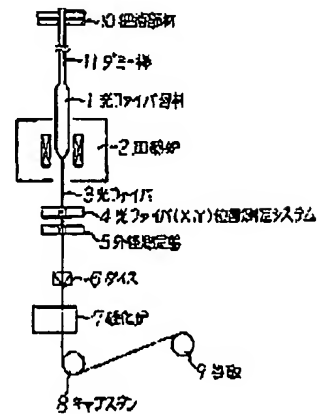 10 把持部材
11 ダミー棒
1 光ファイバ母材
2 加熱炉
3 光ファイバ
4 光ファイバ(X,Y)位置測定システム
5 外径測定器
6 ダイス
7 硬化炉
8 キャプスタン
9 巻取